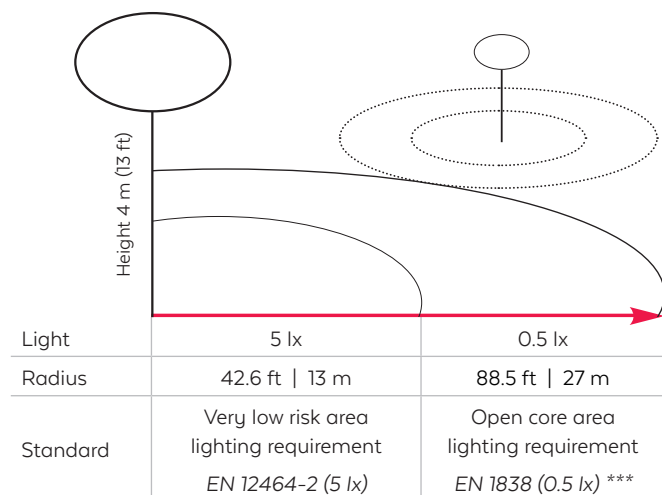 Height 4 m (13 ft)
Light 5 lx 0.5 lx
Radius 42.6 ft | 13 m 88.5 ft | 27 m
Standard
Very low risk area
lighting requirement
EN 12464-2 (5 lx)
Open core area
lighting requirement
EN 1838 (0.5 lx) ***